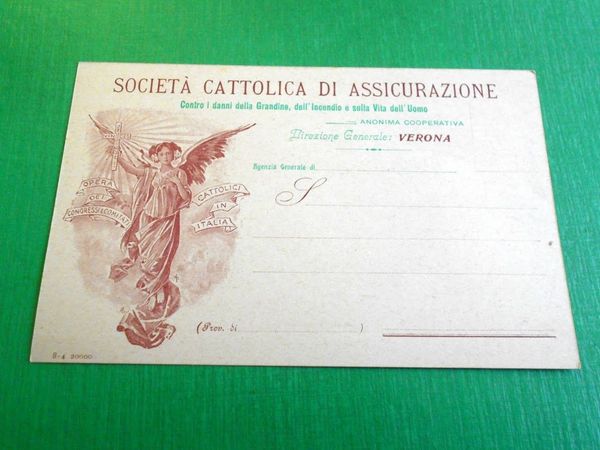 SOCIETÀ CATTOLICA DI ASSICURAZIONE
Contro i danni della Grandine, dell'Incendio e sulla Vita dell'Uomo
ANONIMA COOPERATIVA
Direzione Generale: VERONA
Agenzia Generale di
S
OPERA
DEI
CONGRESSI E COMITATI
CATTOLICI
IN
ITALIA
(Prov. di )
B-4 20000